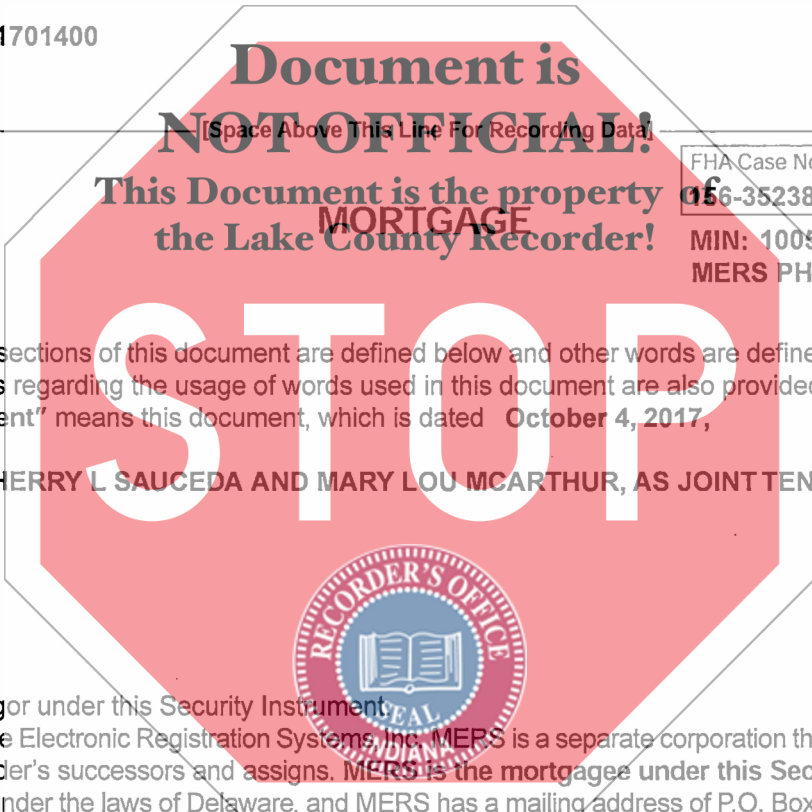 1701400
Document is
NOT OFFICIAL!
[Space Above This Line For Recording Data]
FHA Case No
156-35238
This Document is the property of
MORTGAGE
the Lake County Recorder!
MIN: 1005
MERS PH
STOP
sections of this document are defined below and other words are define
s regarding the usage of words used in this document are also provided
ent" means this document, which is dated October 4, 2017,
HERRY L SAUCEDA AND MARY LOU MCARTHUR, AS JOINT TEN
RECORDER'S OFFICE
SEAL
INDIANA
gor under this Security Instrument.
e Electronic Registration Systems, Inc. MERS is a separate corporation th
der's successors and assigns. MERS is the mortgagee under this Sec
nder the laws of Delaware, and MERS has a mailing address of P.O. Box